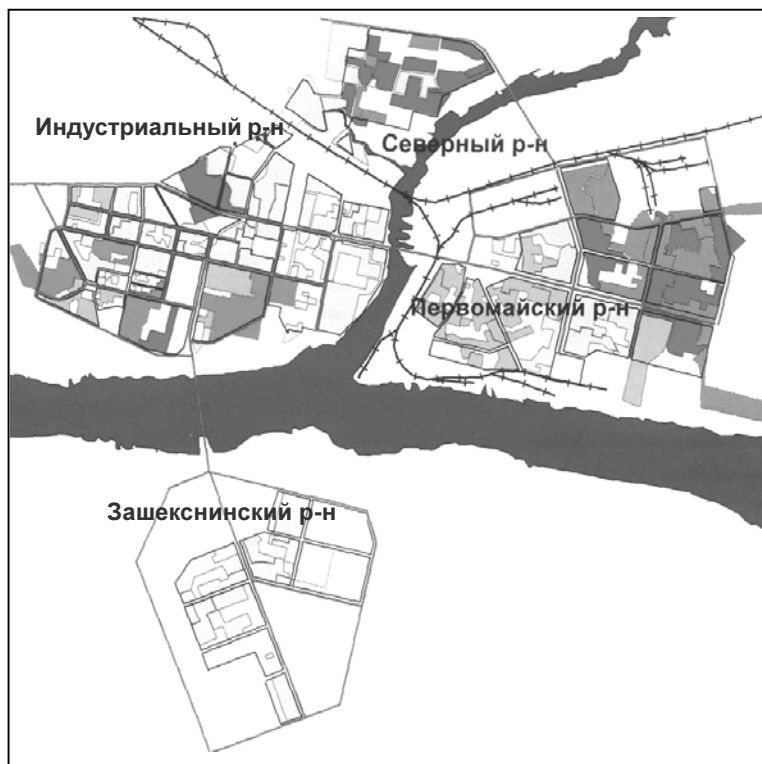 Индустриальный р-н
Северный р-н
Первомайский р-н
Зашекснинский р-н